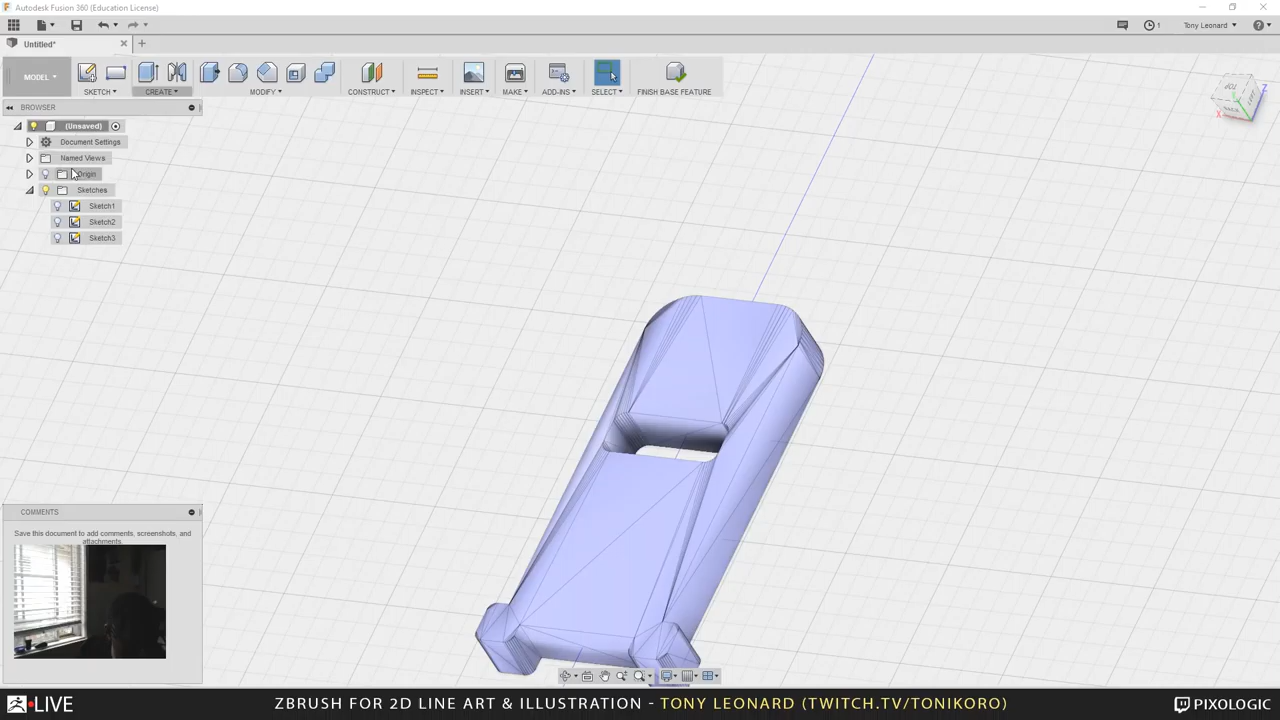 Autodesk Fusion 360 (Education License)
1
Tony Leonard
Untitled*
MODEL
SKETCH
CREATE
MODIFY
CONSTRUCT
INSPECT
INSERT
MAKE
ADD-INS
SELECT
FINISH BASE FEATURE
BROWSER
(Unsaved)
Document Settings
Named Views
Origin
Sketches
Sketch1
Sketch2
Sketch3
TOP
Z
X
COMMENTS
Save this document to add comments, screenshots, and
attachments.
LIVE
ZBRUSH FOR 2D LINE ART & ILLUSTRATION - TONY LEONARD (TWITCH.TV/TONIKORO)
PIXOLOGIC